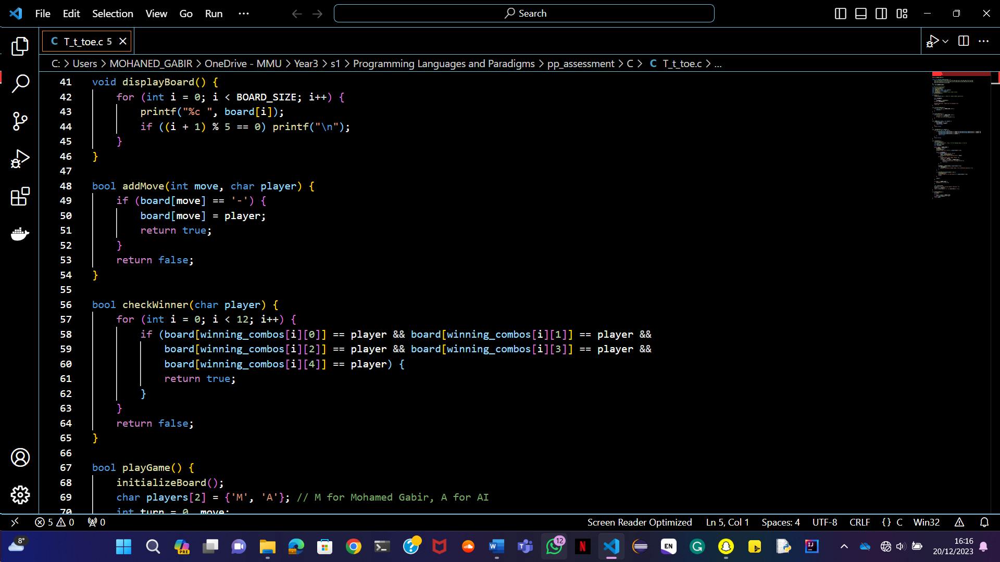 File Edit Selection View Go Run ··· Search
C T_t_toe.c 5
C: > Users > MOHANED_GABIR > OneDrive - MMU > Year3 > s1 > Programming Languages and Paradigms > pp_assessment > C > C T_t_toe.c > ...
41 void displayBoard() {
42     for (int i = 0; i < BOARD_SIZE; i++) {
43         printf("%c ", board[i]);
44         if ((i + 1) % 5 == 0) printf("\n");
45     }
46 }
47
48 bool addMove(int move, char player) {
49     if (board[move] == '-') {
50         board[move] = player;
51         return true;
52     }
53     return false;
54 }
55
56 bool checkWinner(char player) {
57     for (int i = 0; i < 12; i++) {
58         if (board[winning_combos[i][0]] == player && board[winning_combos[i][1]] == player &&
59             board[winning_combos[i][2]] == player && board[winning_combos[i][3]] == player &&
60             board[winning_combos[i][4]] == player) {
61             return true;
62         }
63     }
64     return false;
65 }
66
67 bool playGame() {
68     initializeBoard();
69     char players[2] = {'M', 'A'}; // M for Mohamed Gabir, A for AI
70     int turn = 0, move;
5 0 0 Screen Reader Optimized Ln 5, Col 1 Spaces: 4 UTF-8 CRLF {} C Win32
8° PRE 12 N EN G IJ 16:16
20/12/2023